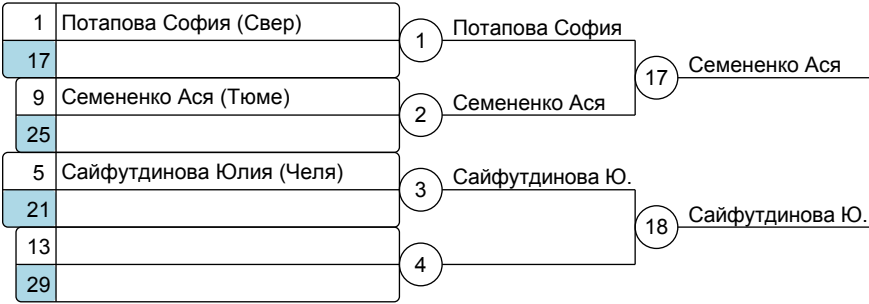 1 Потапова София (Свер)
17
1 Потапова София
9 Семененко Ася (Тюме)
25
2 Семененко Ася
17 Семененко Ася
5 Сайфутдинова Юлия (Челя)
21
3 Сайфутдинова Ю.
13
29
4
18 Сайфутдинова Ю.